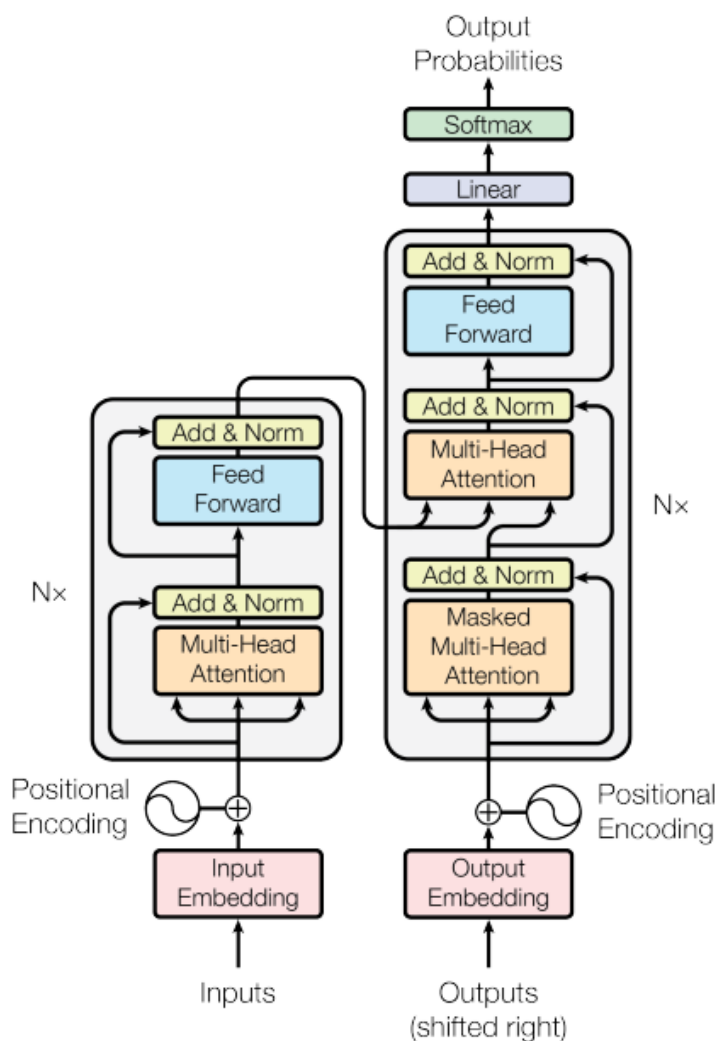 Output
Probabilities
Softmax
Linear
Add & Norm
Feed
Forward
Add & Norm
Multi-Head
Attention
Add & Norm
Masked
Multi-Head
Attention
Nx
Add & Norm
Feed
Forward
Add & Norm
Multi-Head
Attention
Nx
Positional
Encoding
Positional
Encoding
Input
Embedding
Output
Embedding
Inputs
Outputs
(shifted right)